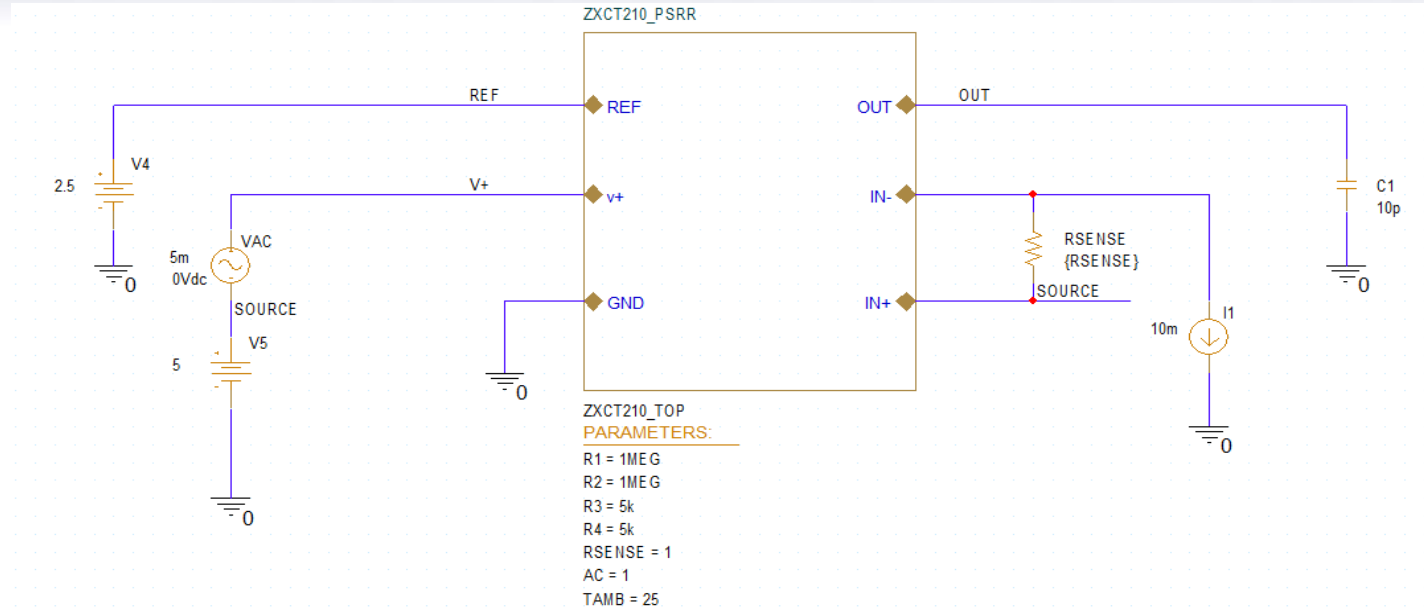 ZXCT210_PSRR
REF
REF
OUT
OUT
V4
2.5
0
V+
v+
IN-
C1
10p
0
VAC
5m
0Vdc
SOURCE
V5
5
0
GND
0
RSENSE
{RSENSE}
IN+
SOURCE
I1
10m
0
ZXCT210_TOP
PARAMETERS:
R1 = 1MEG
R2 = 1MEG
R3 = 5k
R4 = 5k
RSENSE = 1
AC = 1
TAMB = 25